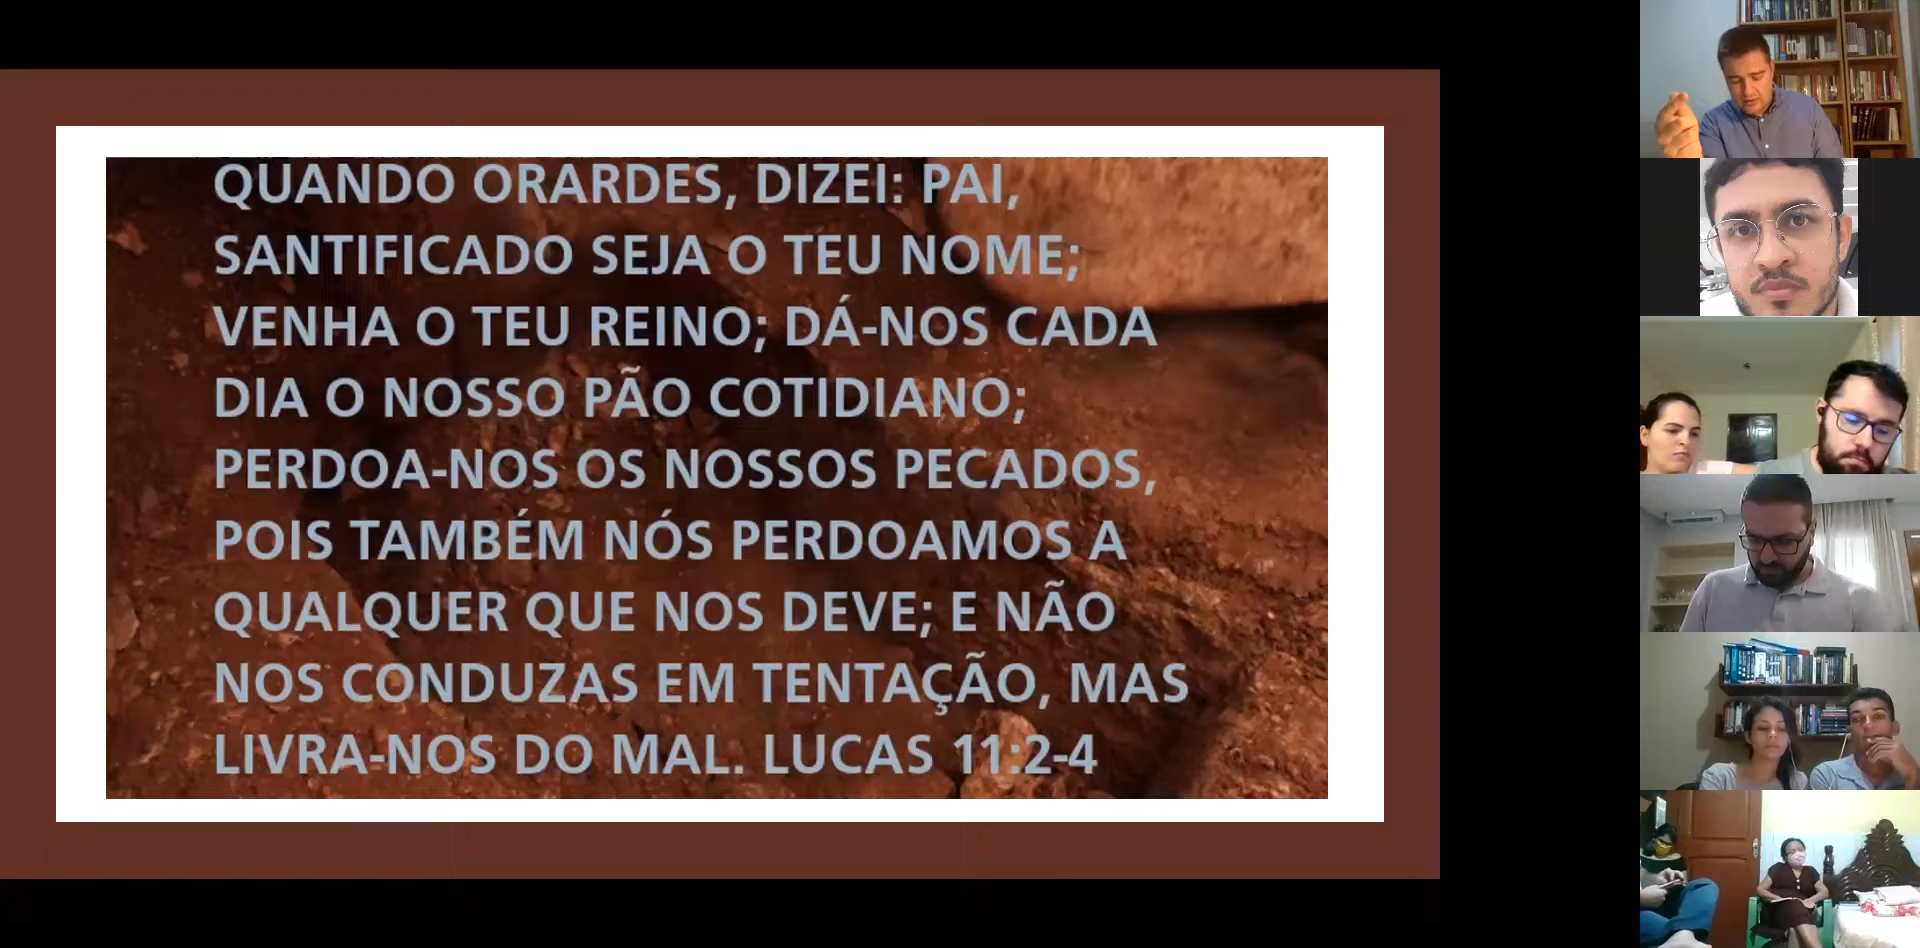 QUANDO ORARDES, DIZEI: PAI,
SANTIFICADO SEJA O TEU NOME;
VENHA O TEU REINO; DÁ-NOS CADA
DIA O NOSSO PÃO COTIDIANO;
PERDOA-NOS OS NOSSOS PECADOS,
POIS TAMBÉM NÓS PERDOAMOS A
QUALQUER QUE NOS DEVE; E NÃO
NOS CONDUZAS EM TENTAÇÃO, MAS
LIVRA-NOS DO MAL. LUCAS 11:2-4